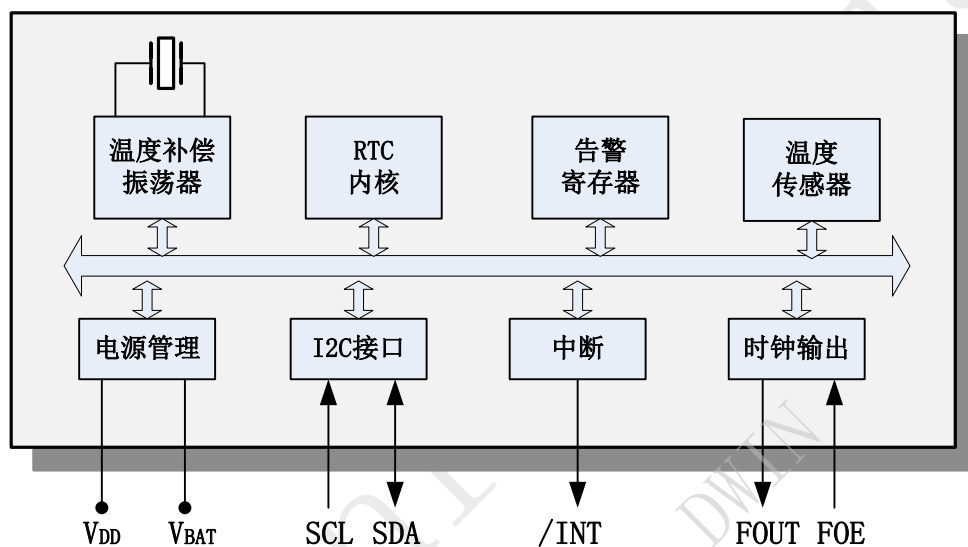 温度补偿
振荡器
RTC
内核
告警
寄存器
温度
传感器
电源管理
I2C接口
中断
时钟输出
VDD
VBAT
SCL
SDA
/INT
FOUT
FOE
DWIN